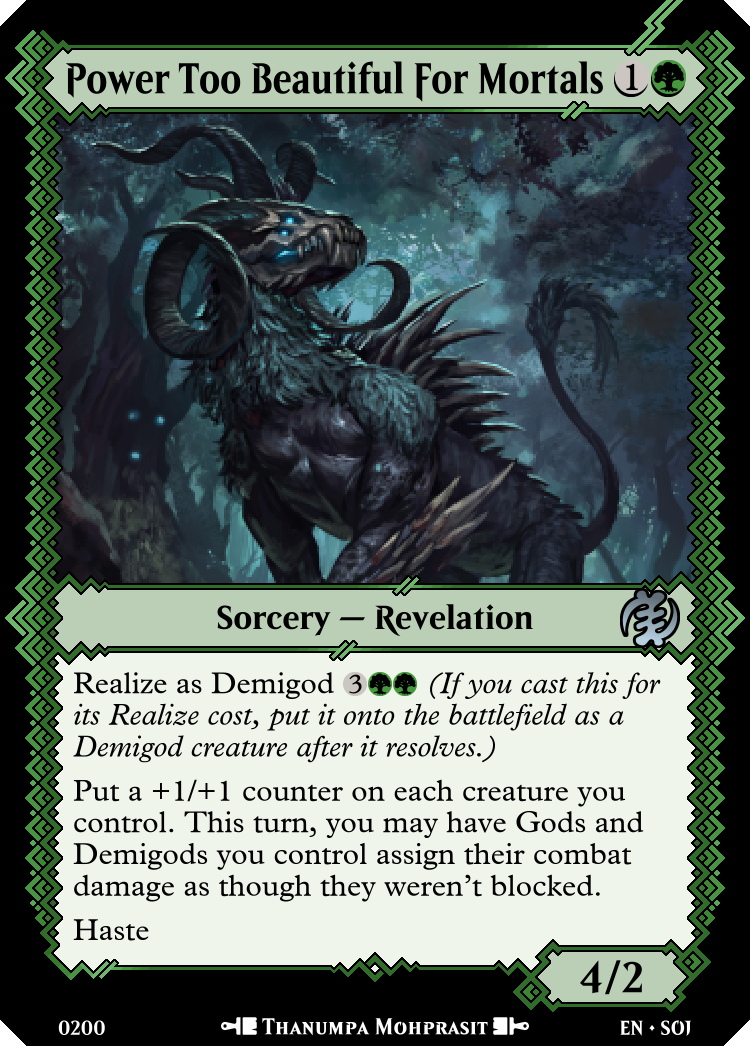 Power Too Beautiful For Mortals 1
Sorcery — Revelation
Realize as Demigod 3 (If you cast this for
its Realize cost, put it onto the battlefield as a
Demigod creature after it resolves.)
Put a +1/+1 counter on each creature you
control. This turn, you may have Gods and
Demigods you control assign their combat
damage as though they weren't blocked.
Haste
4/2
0200 Thanumpa Mohprasit EN • SOI